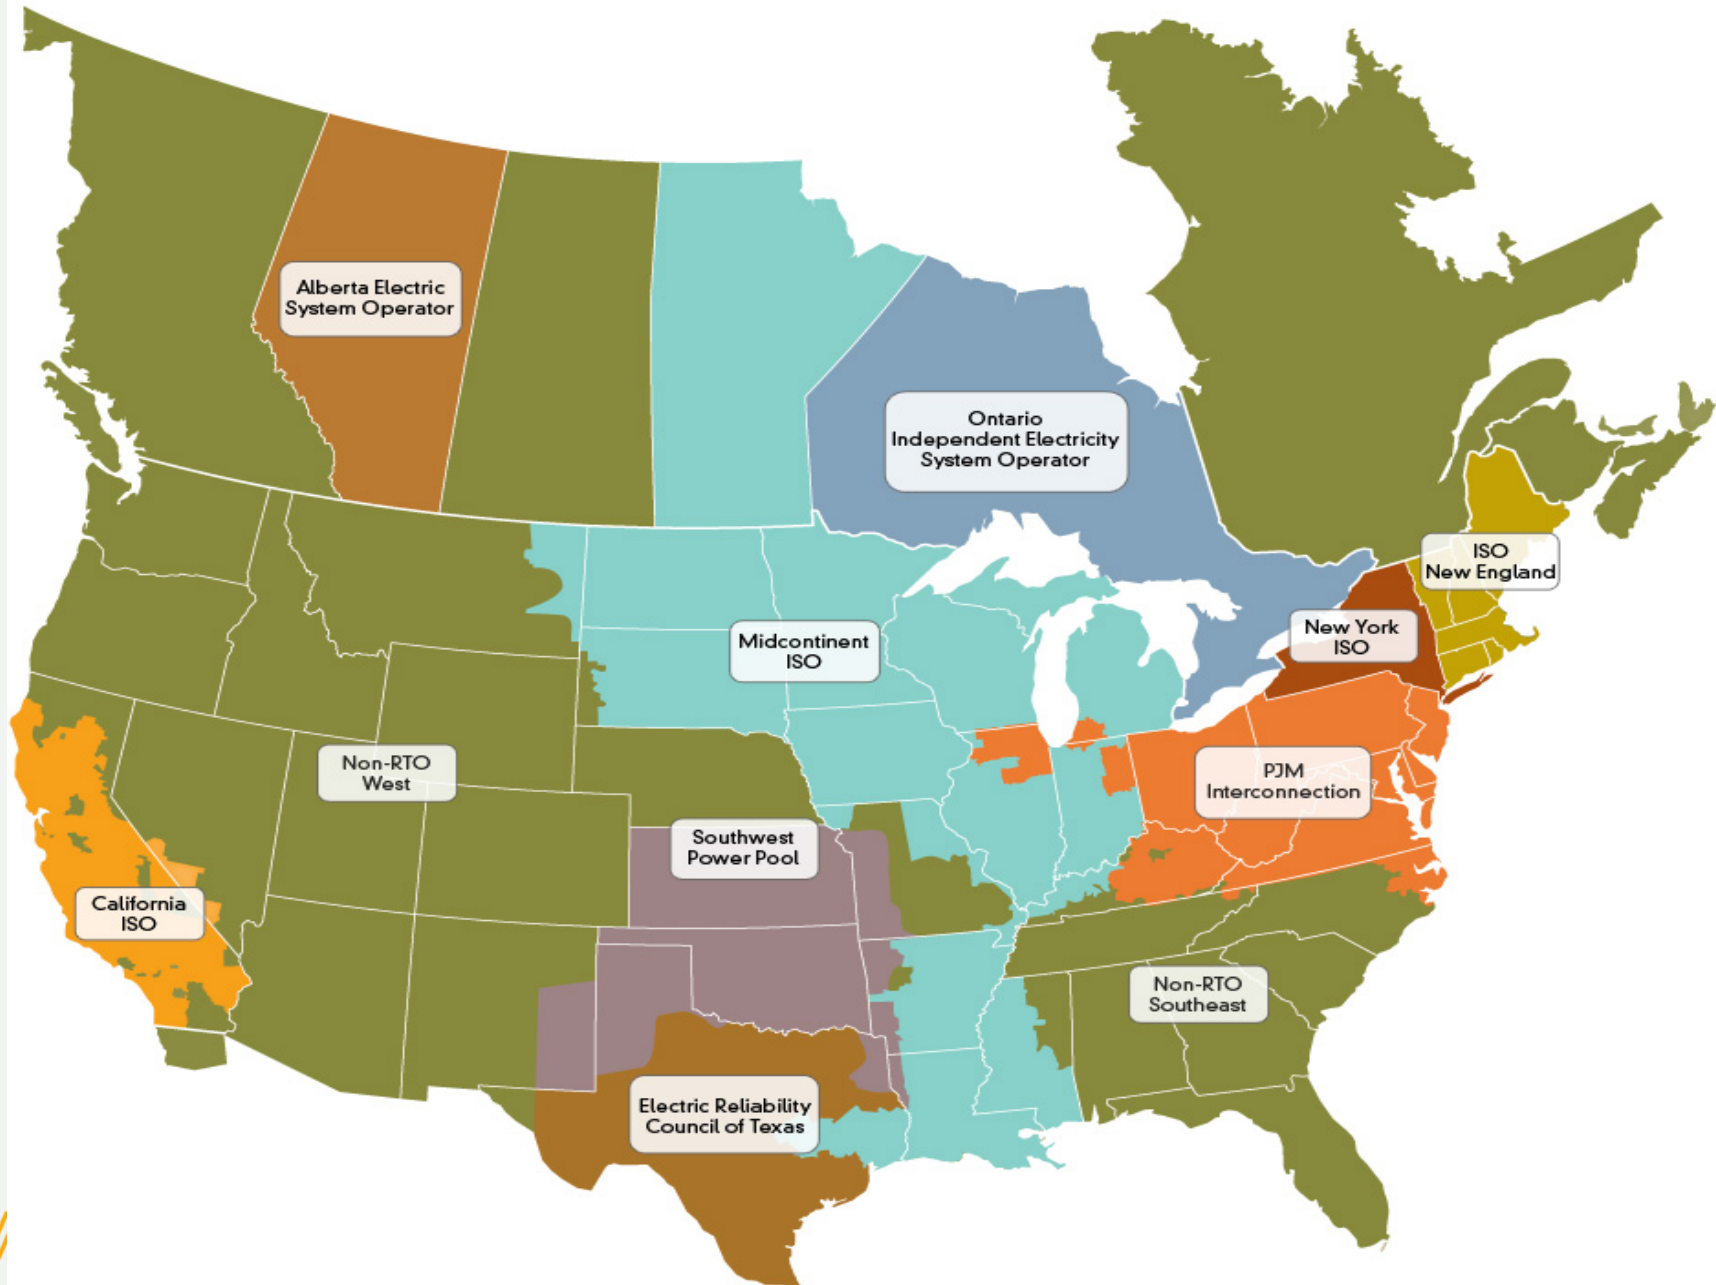 Alberta Electric
System Operator
Ontario
Independent Electricity
System Operator
ISO
New England
New York
ISO
Midcontinent
ISO
Non-RTO
West
PJM
Interconnection
Southwest
Power Pool
California
ISO
Non-RTO
Southeast
Electric Reliability
Council of Texas